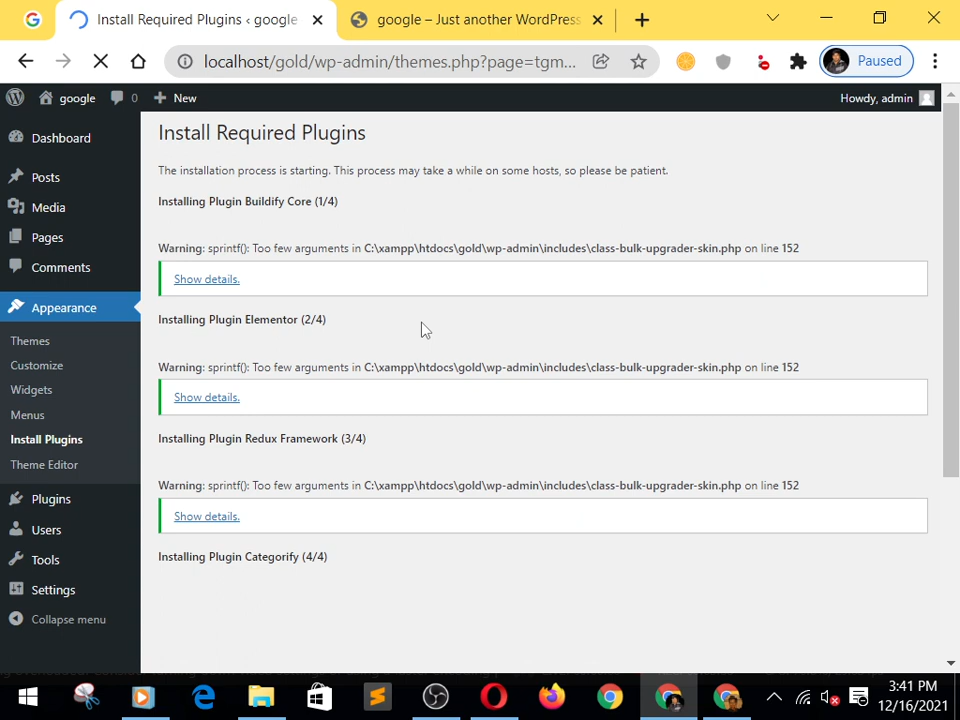 Install Required Plugins ‹ google
google – Just another WordPress
localhost/gold/wp-admin/themes.php?page=tgm...
Paused
google
0
New
Howdy, admin
Dashboard
Posts
Media
Pages
Comments
Appearance
Themes
Customize
Widgets
Menus
Install Plugins
Theme Editor
Plugins
Users
Tools
Settings
Collapse menu
Install Required Plugins
The installation process is starting. This process may take a while on some hosts, so please be patient.
Installing Plugin Buildify Core (1/4)
Warning: sprintf(): Too few arguments in C:\xampp\htdocs\gold\wp-admin\includes\class-bulk-upgrader-skin.php on line 152
Show details.
Installing Plugin Elementor (2/4)
Warning: sprintf(): Too few arguments in C:\xampp\htdocs\gold\wp-admin\includes\class-bulk-upgrader-skin.php on line 152
Show details.
Installing Plugin Redux Framework (3/4)
Warning: sprintf(): Too few arguments in C:\xampp\htdocs\gold\wp-admin\includes\class-bulk-upgrader-skin.php on line 152
Show details.
Installing Plugin Categorify (4/4)
3:41 PM
12/16/2021